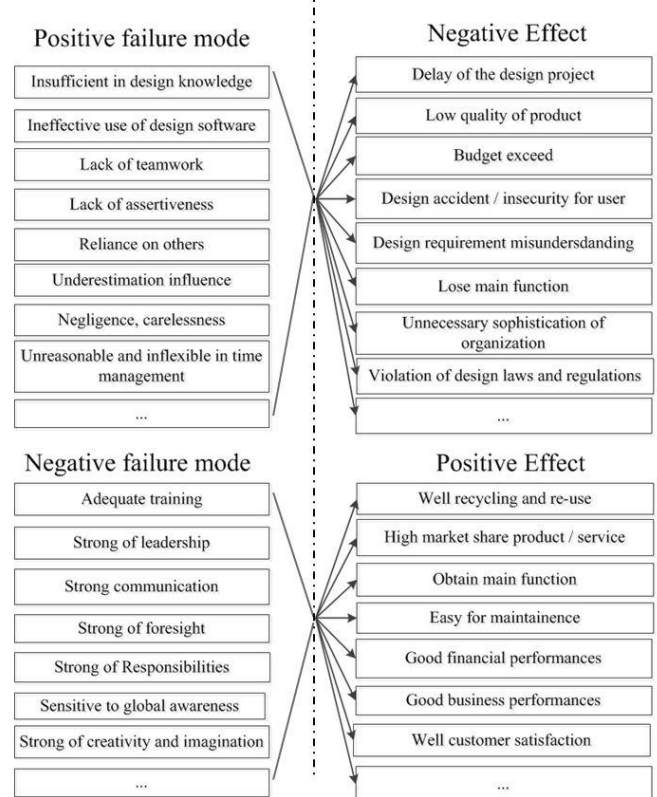 Positive failure mode
Insufficient in design knowledge
Ineffective use of design software
Lack of teamwork
Lack of assertiveness
Reliance on others
Underestimation influence
Negligence, carelessness
Unreasonable and inflexible in time
management
...
Negative Effect
Delay of the design project
Low quality of product
Budget exceed
Design accident / insecurity for user
Design requirement misundersdanding
Lose main function
Unnecessary sophistication of
organization
Violation of design laws and regulations
...
Negative failure mode
Adequate training
Strong of leadership
Strong communication
Strong of foresight
Strong of Responsibilities
Sensitive to global awareness
Strong of creativity and imagination
...
Positive Effect
Well recycling and re-use
High market share product / service
Obtain main function
Easy for maintainence
Good financial performances
Good business performances
Well customer satisfaction
...